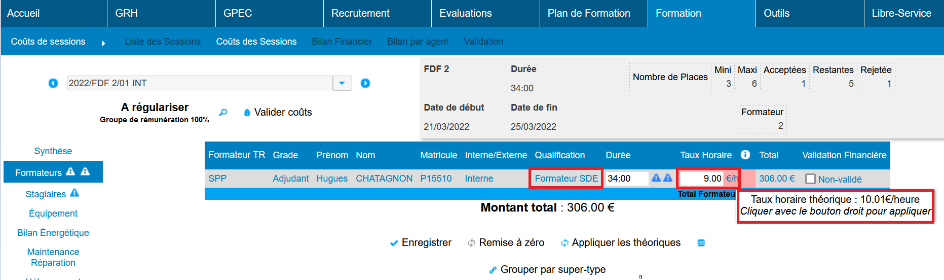 Accueil GRH GPEC Recrutement Evaluations Plan de Formation Formation Outils Libre-Service
Coûts de sessions Liste des Sessions Coûts des Sessions Bilan Financier Bilan par agent Validation
2022/FDF 2/01 INT
A régulariser
Groupe de rémunération 100%
Valider coûts
FDF 2 Durée
34:00
Date de début Date de fin
21/03/2022 25/03/2022
Nombre de Places Mini Maxi Acceptées Restantes Rejetée
3 6 1 5 1
Formateur
2
Synthèse
Formateurs
Stagiaires
Équipement
Bilan Énergétique
Maintenance
Réparation
Formateur TR Grade Prénom Nom Matricule Interne/Externe Qualification Durée Taux Horaire Total Validation Financière
SPP Adjudant Hugues CHATAGNON P15510 Interne Formateur SDE 34:00 9.00 €/h 306.00 € Non-validé
Total Formateu
Taux horaire théorique : 10.01€/heure
Cliquer avec le bouton droit pour appliquer
Montant total : 306.00 €
Enregistrer Remise à zéro Appliquer les théoriques
Grouper par super-type